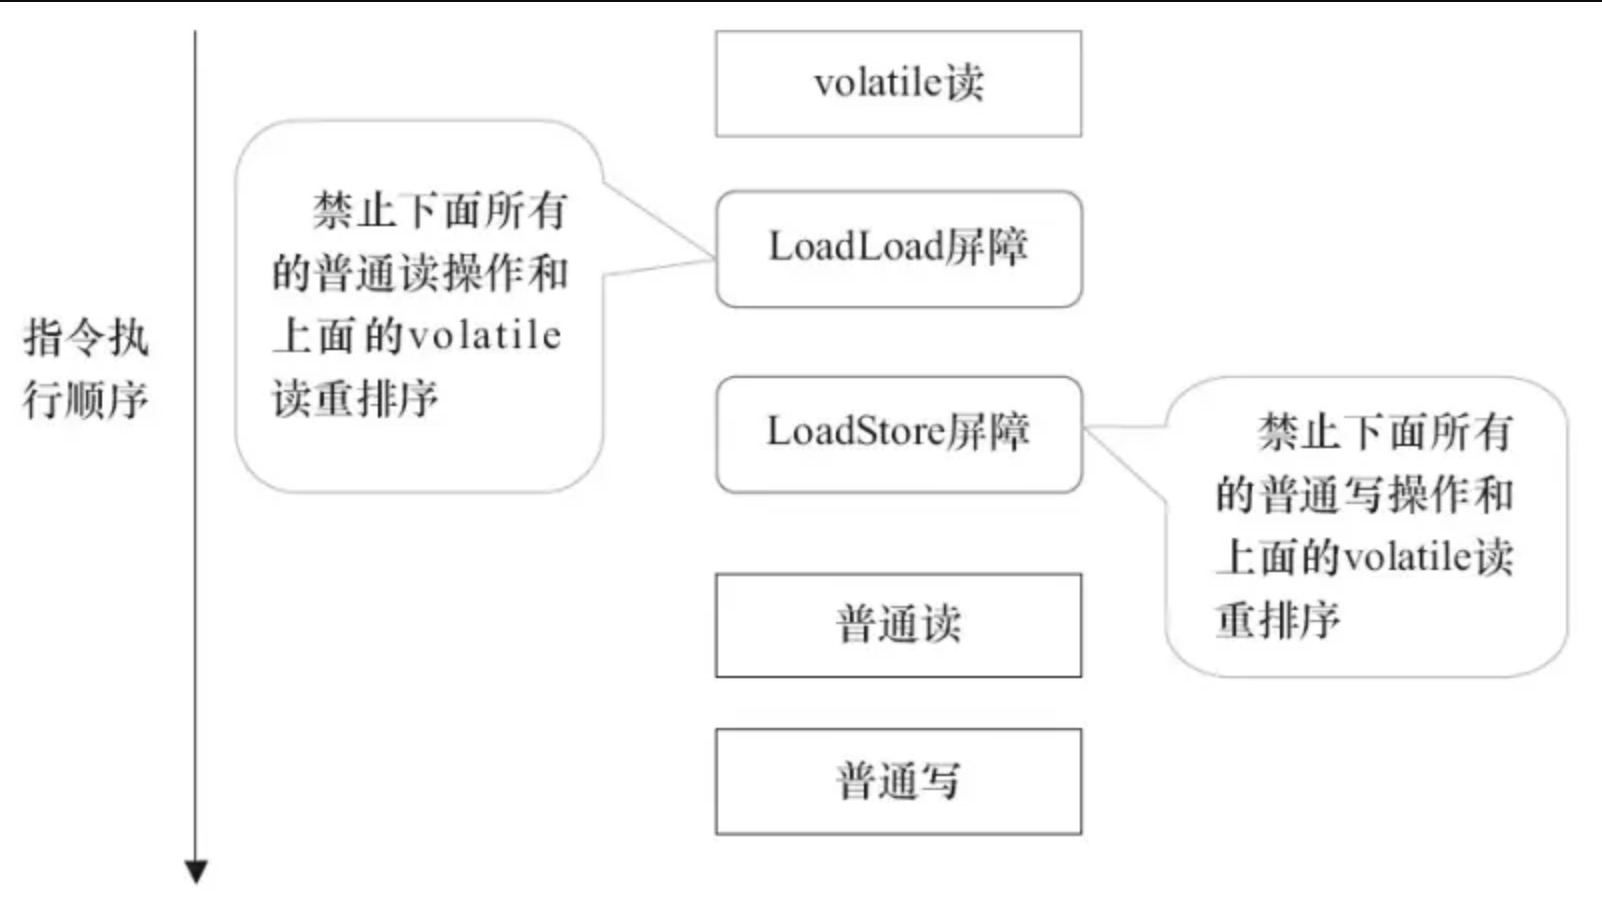 volatile读
禁止下面所有
的普通读操作和
上面的volatile
读重排序
LoadLoad屏障
指令执
行顺序
LoadStore屏障
禁止下面所有
的普通写操作和
上面的volatile读
重排序
普通读
普通写